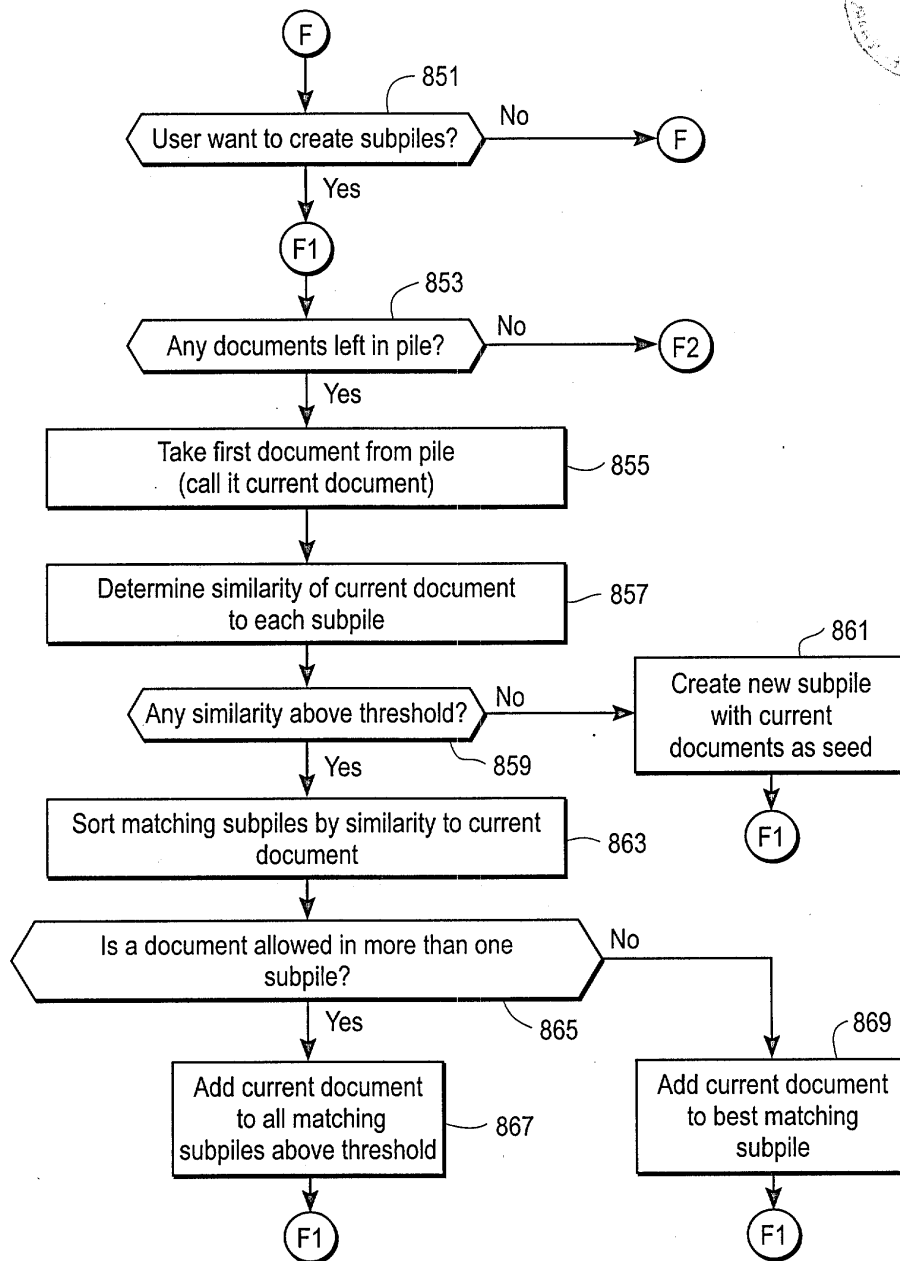 F
851
User want to create subpiles?
No
F
Yes
F1
853
Any documents left in pile?
No
F2
Yes
Take first document from pile
(call it current document)
855
Determine similarity of current document
to each subpile
857
861
Any similarity above threshold?
No
Create new subpile
with current
documents as seed
859
Yes
Sort matching subpiles by similarity to current
document
863
F1
Is a document allowed in more than one
subpile?
No
865
Yes
869
Add current document
to all matching
subpiles above threshold
867
Add current document
to best matching
subpile
F1
F1